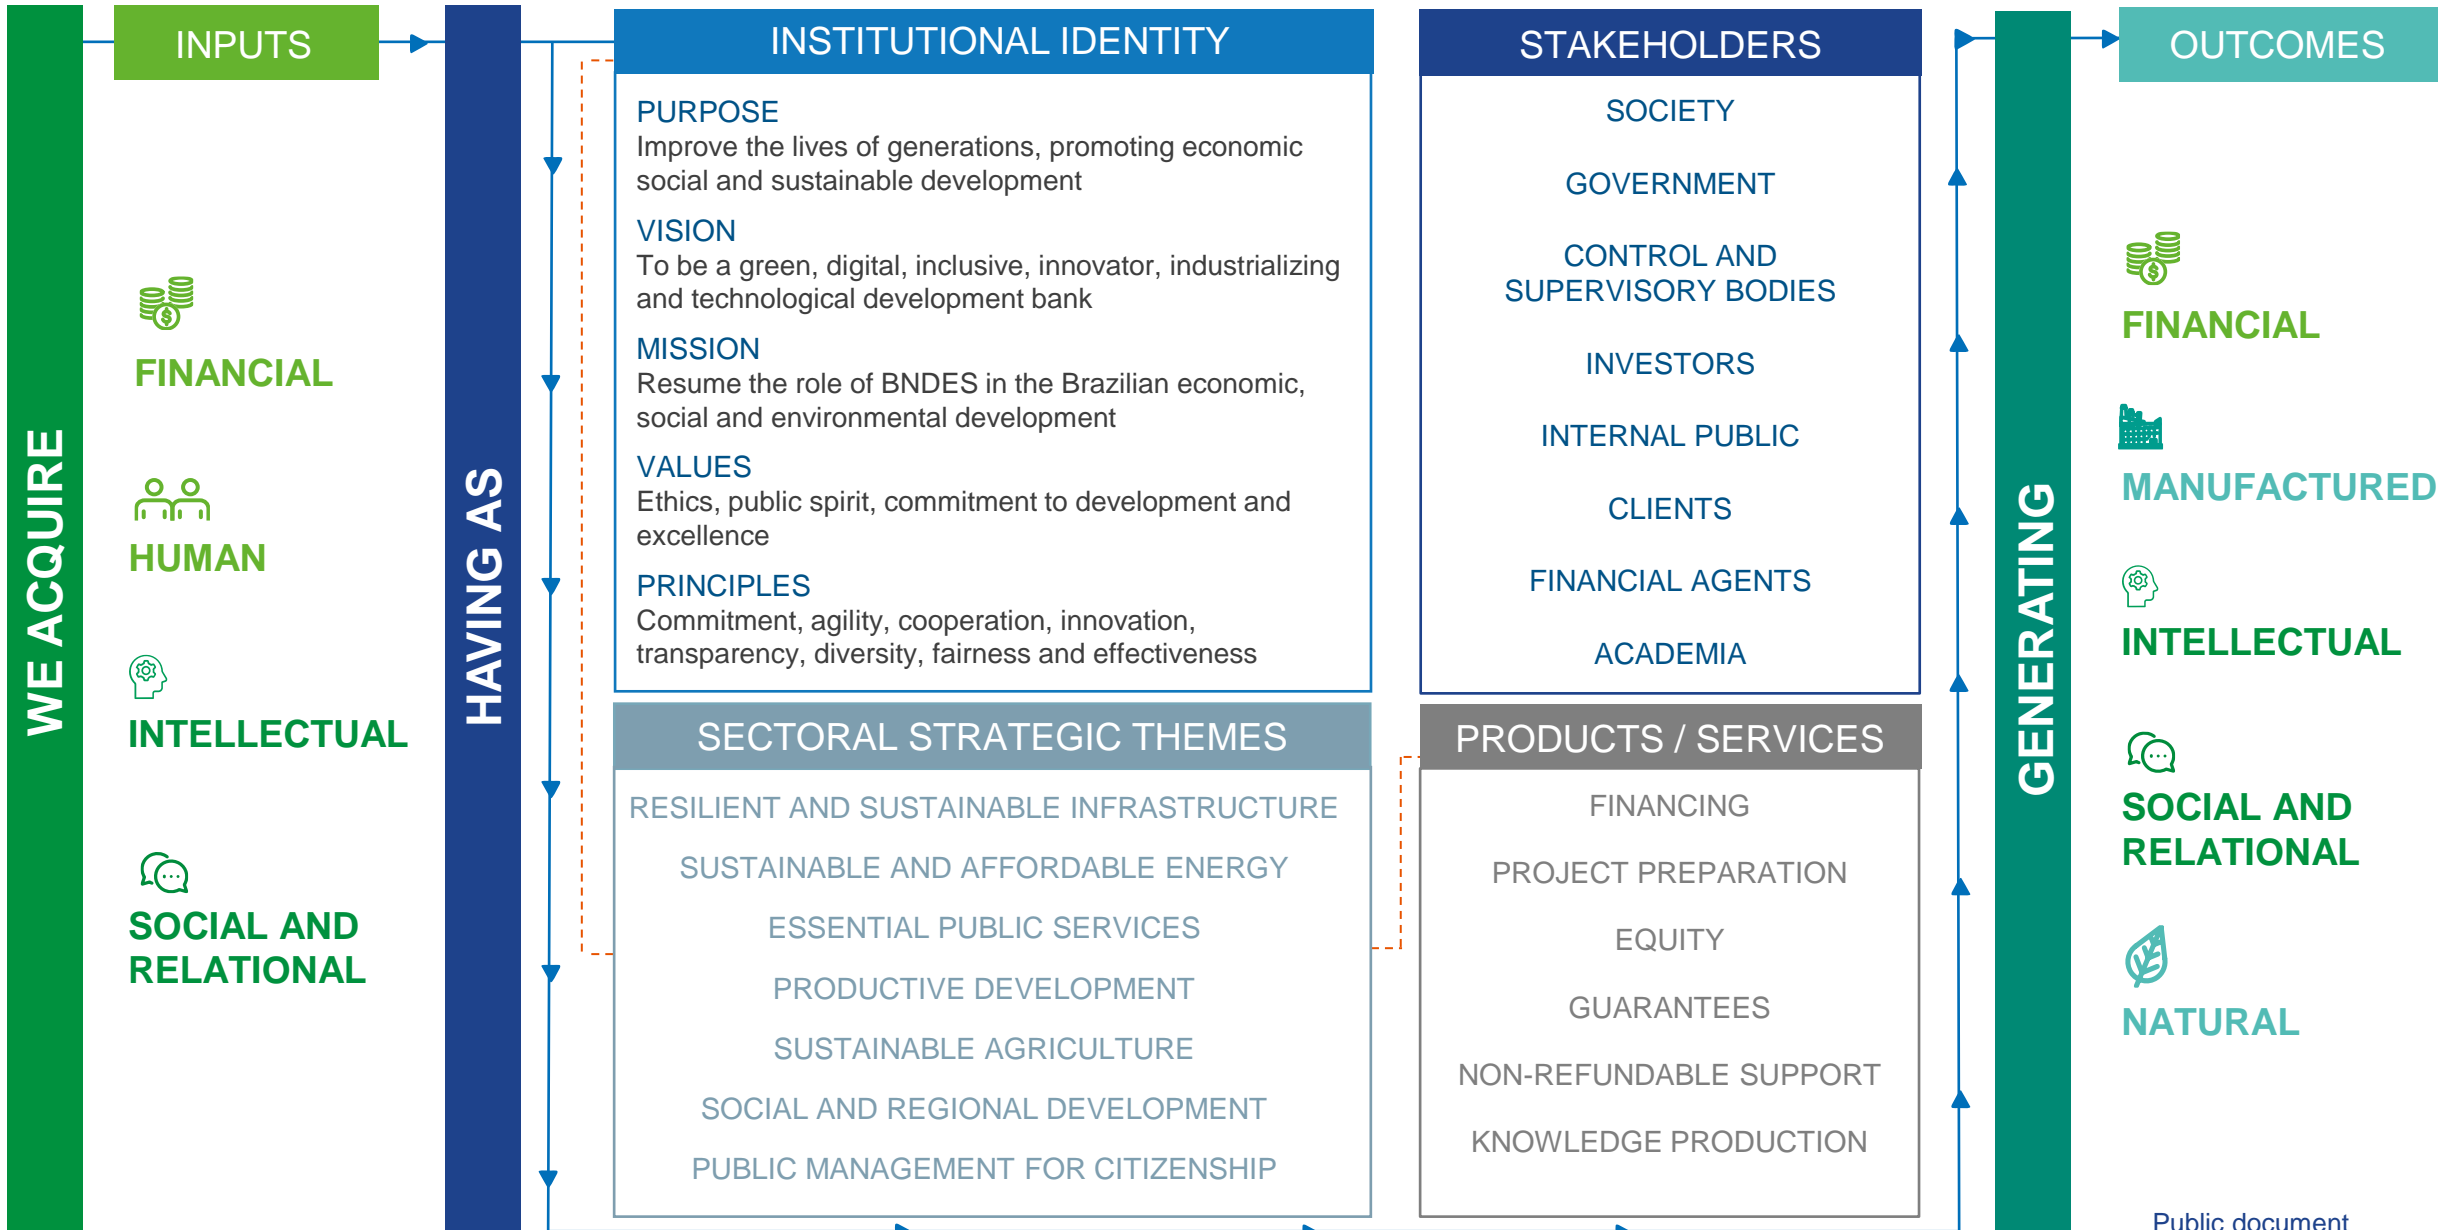 WE ACQUIRE
INPUTS
FINANCIAL
HUMAN
INTELLECTUAL
SOCIAL AND
RELATIONAL
HAVING AS
INSTITUTIONAL IDENTITY
PURPOSE
Improve the lives of generations, promoting economic
social and sustainable development
VISION
To be a green, digital, inclusive, innovator, industrializing
and technological development bank
MISSION
Resume the role of BNDES in the Brazilian economic,
social and environmental development
VALUES
Ethics, public spirit, commitment to development and
excellence
PRINCIPLES
Commitment, agility, cooperation, innovation,
transparency, diversity, fairness and effectiveness
SECTORAL STRATEGIC THEMES
RESILIENT AND SUSTAINABLE INFRASTRUCTURE
SUSTAINABLE AND AFFORDABLE ENERGY
ESSENTIAL PUBLIC SERVICES
PRODUCTIVE DEVELOPMENT
SUSTAINABLE AGRICULTURE
SOCIAL AND REGIONAL DEVELOPMENT
PUBLIC MANAGEMENT FOR CITIZENSHIP
STAKEHOLDERS
SOCIETY
GOVERNMENT
CONTROL AND
SUPERVISORY BODIES
INVESTORS
INTERNAL PUBLIC
CLIENTS
FINANCIAL AGENTS
ACADEMIA
PRODUCTS / SERVICES
FINANCING
PROJECT PREPARATION
EQUITY
GUARANTEES
NON-REFUNDABLE SUPPORT
KNOWLEDGE PRODUCTION
GENERATING
OUTCOMES
FINANCIAL
MANUFACTURED
INTELLECTUAL
SOCIAL AND
RELATIONAL
NATURAL
Public document